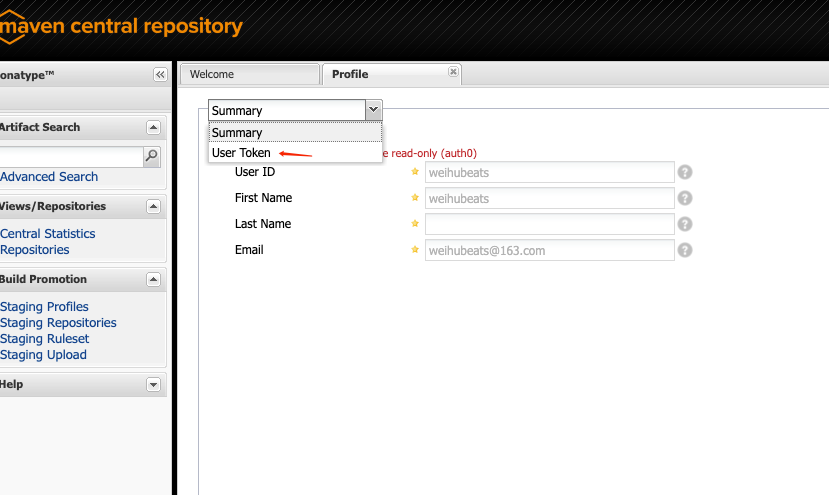 maven central repository
onatype™
Welcome
Profile
Artifact Search
Advanced Search
Views/Repositories
Central Statistics
Repositories
Build Promotion
Staging Profiles
Staging Repositories
Staging Ruleset
Staging Upload
Help
Summary
Summary
User Token
e read-only (auth0)
User ID
weihubeats
First Name
weihubeats
Last Name
Email
weihubeats@163.com